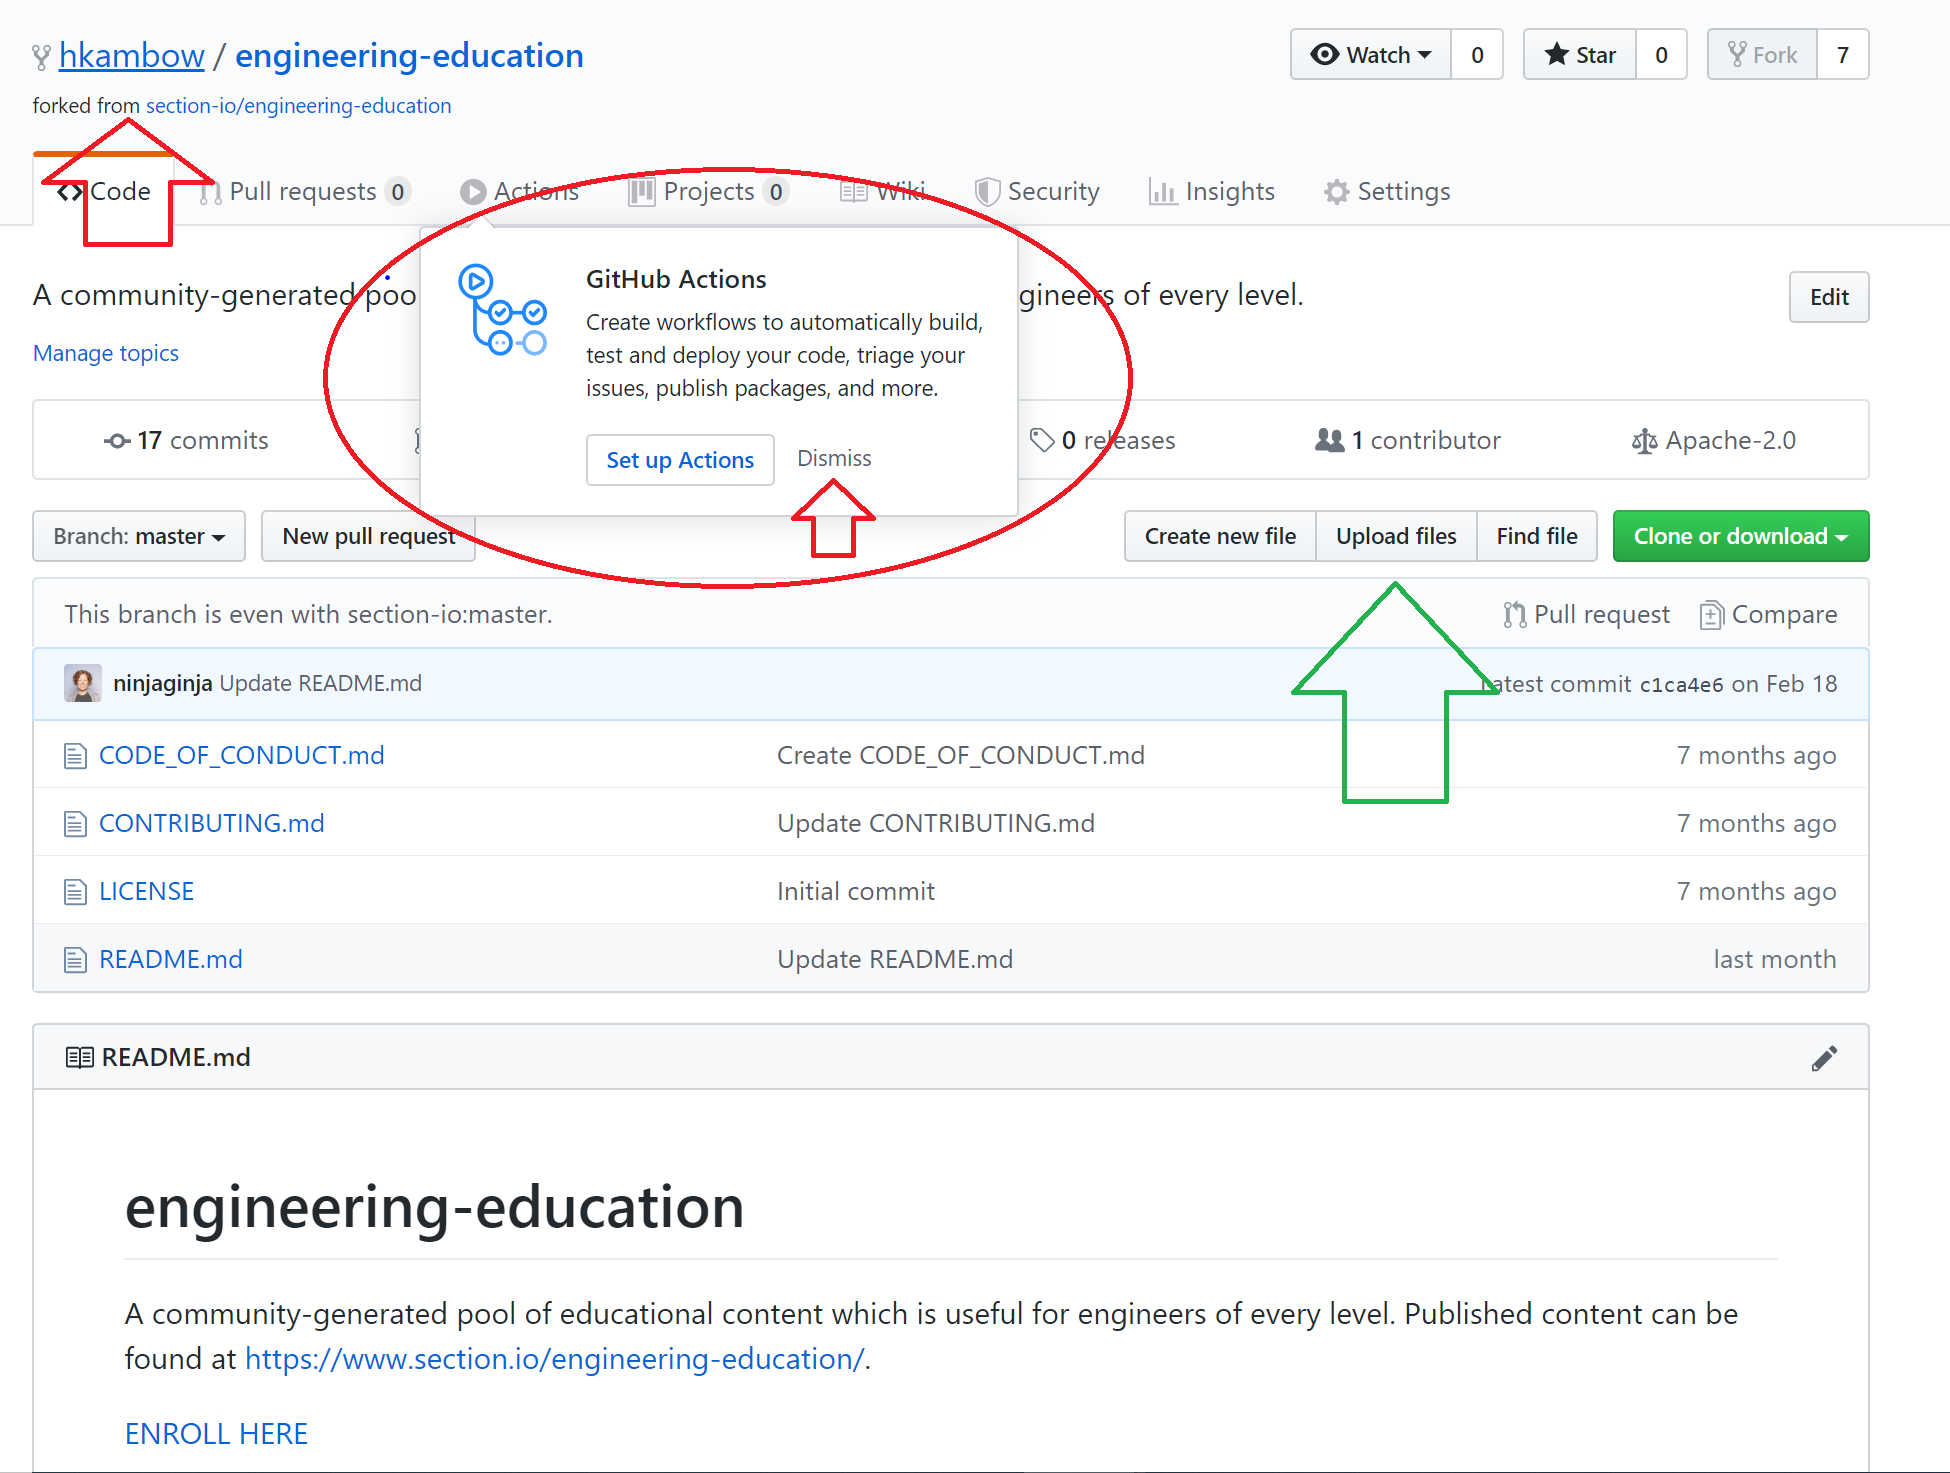 hkambow / engineering-education
Watch 0
Star 0
Fork 7
forked from section-io/engineering-education
Code
Pull requests 0
Actions
Projects 0
Wiki
Security
Insights
Settings
A community-generated poo
gineers of every level.
Edit
Manage topics
GitHub Actions
Create workflows to automatically build,
test and deploy your code, triage your
issues, publish packages, and more.
Set up Actions
Dismiss
17 commits
0 releases
1 contributor
Apache-2.0
Branch: master
New pull request
Create new file
Upload files
Find file
Clone or download
This branch is even with section-io:master.
Pull request
Compare
ninjaginja Update README.md
Latest commit c1ca4e6 on Feb 18
CODE_OF_CONDUCT.md
Create CODE_OF_CONDUCT.md
7 months ago
CONTRIBUTING.md
Update CONTRIBUTING.md
7 months ago
LICENSE
Initial commit
7 months ago
README.md
Update README.md
last month
README.md
engineering-education
A community-generated pool of educational content which is useful for engineers of every level. Published content can be
found at https://www.section.io/engineering-education/.
ENROLL HERE